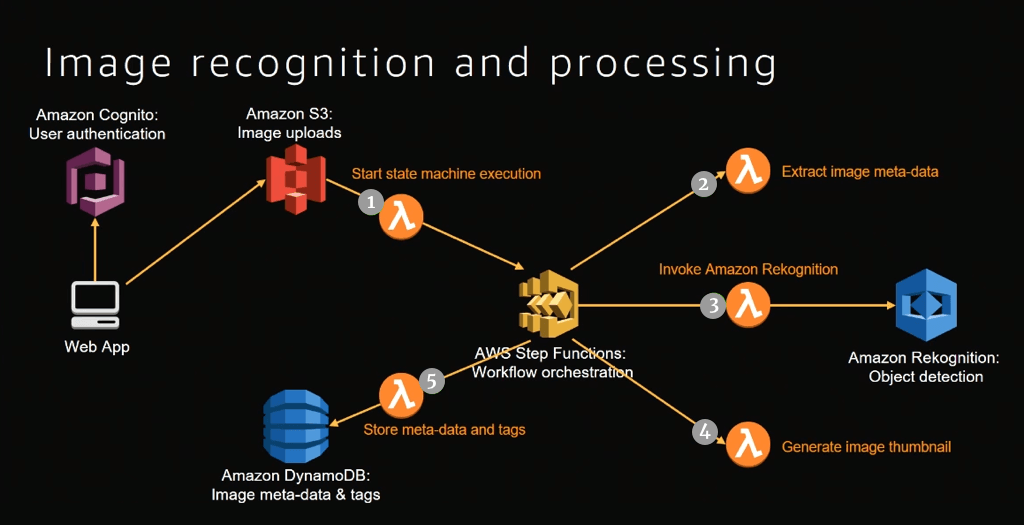 Image recognition and processing
Amazon Cognito:
User authentication
Amazon S3:
Image uploads
Start state machine execution
1
λ
2
λ
Extract image meta-data
Invoke Amazon Rekognition
3
λ
Web App
AWS Step Functions:
Workflow orchestration
Amazon Rekognition:
Object detection
5
λ
Store meta-data and tags
4
λ
Generate image thumbnail
Amazon DynamoDB:
Image meta-data & tags